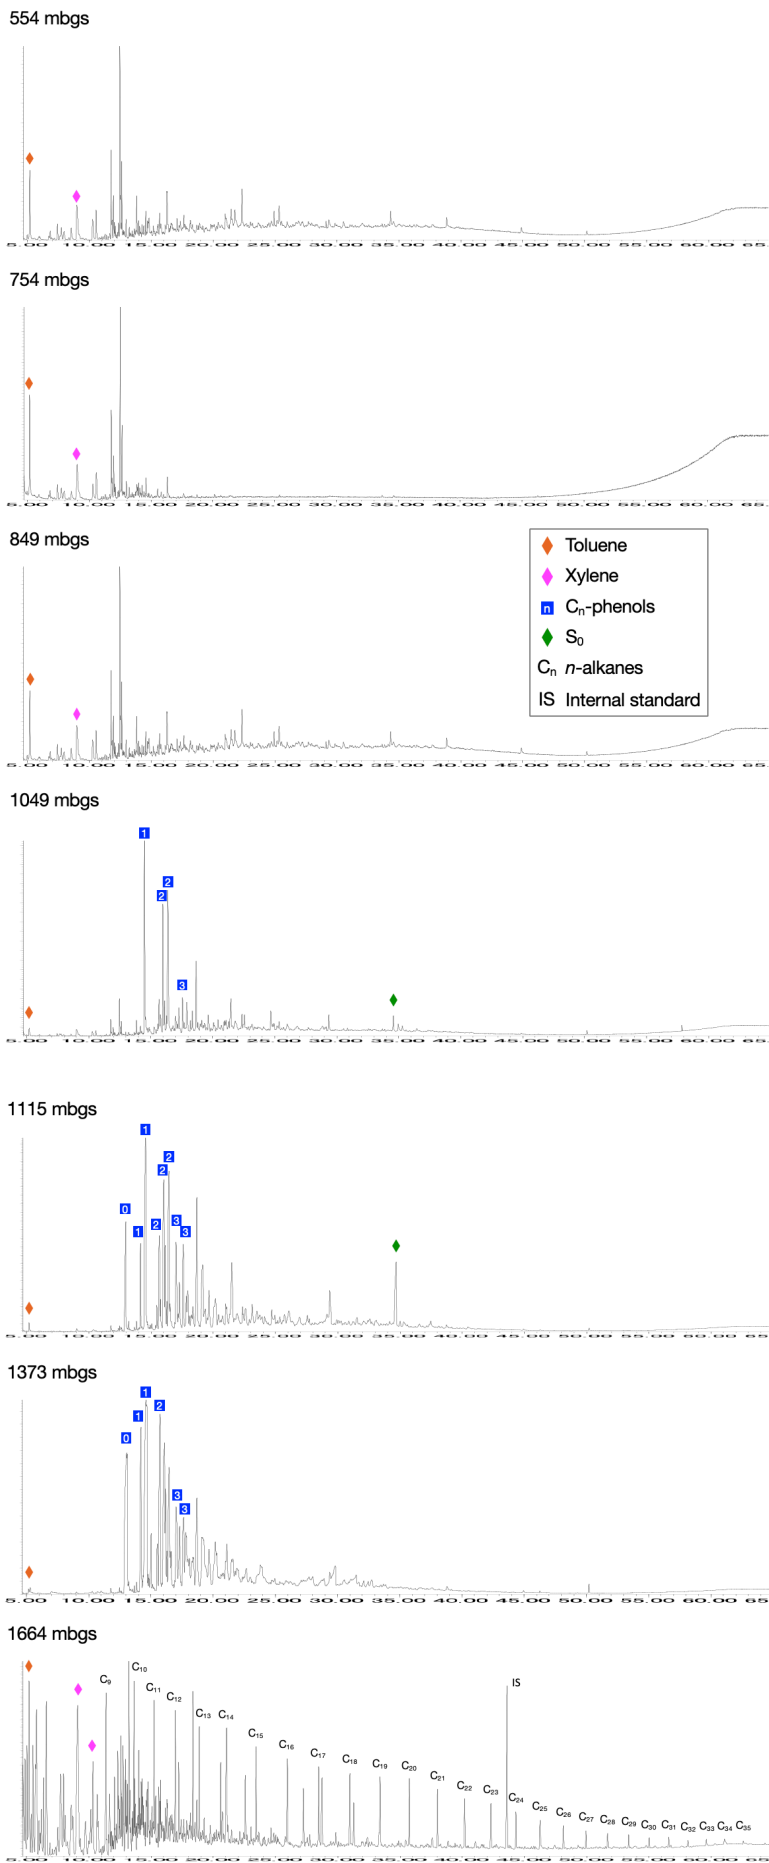 554 mbgs
5.00 10.00 15.00 20.00 25.00 30.00 35.00 40.00 45.00 50.00 55.00 60.00 65.
754 mbgs
5.00 10.00 15.00 20.00 25.00 30.00 35.00 40.00 45.00 50.00 55.00 60.00 65.
849 mbgs
Toluene
Xylene
n Cn-phenols
S0
Cn n-alkanes
IS Internal standard
5.00 10.00 15.00 20.00 25.00 30.00 35.00 40.00 45.00 50.00 55.00 60.00 65.
1049 mbgs
1
2
2
3
5.00 10.00 15.00 20.00 25.00 30.00 35.00 40.00 45.00 50.00 55.00 60.00 65.
1115 mbgs
1
2
2
0
3
2
1 3
5.00 10.00 15.00 20.00 25.00 30.00 35.00 40.00 45.00 50.00 55.00 60.00 65.
1373 mbgs
1
2
1
0
3
3
5.00 10.00 15.00 20.00 25.00 30.00 35.00 40.00 45.00 50.00 55.00 60.00 65.
1664 mbgs
C9 C10 C11 C12 C13 C14 C15 C16 C17 C18 C19 C20 C21 C22 C23 IS C24 C25 C26 C27 C28 C29 C30 C31 C32 C33 C34 C35
5.00 10.00 15.00 20.00 25.00 30.00 35.00 40.00 45.00 50.00 55.00 60.00 65.